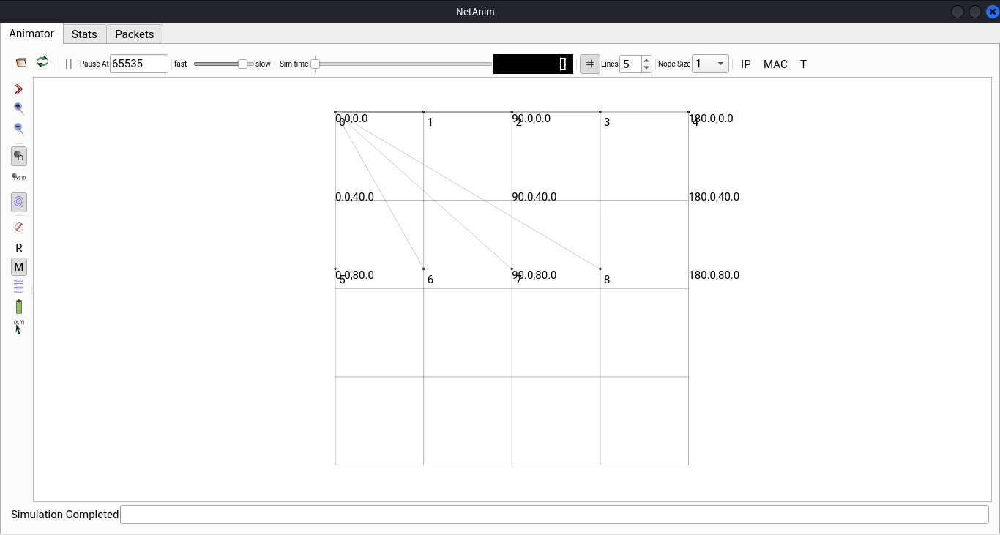 NetAnim
Animator Stats Packets
Pause At 65535 fast slow Sim time 0 # Lines 5 Node Size 1 IP MAC T
0.0,0.0 90.0,0.0 180.0,0.0
0 1 2 3 4
ID
SYS ID
0.0,40.0 90.0,40.0 180.0,40.0
R
M
0.0,80.0 90.0,80.0 180.0,80.0
5 6 7 8
(X, Y)
Simulation Completed